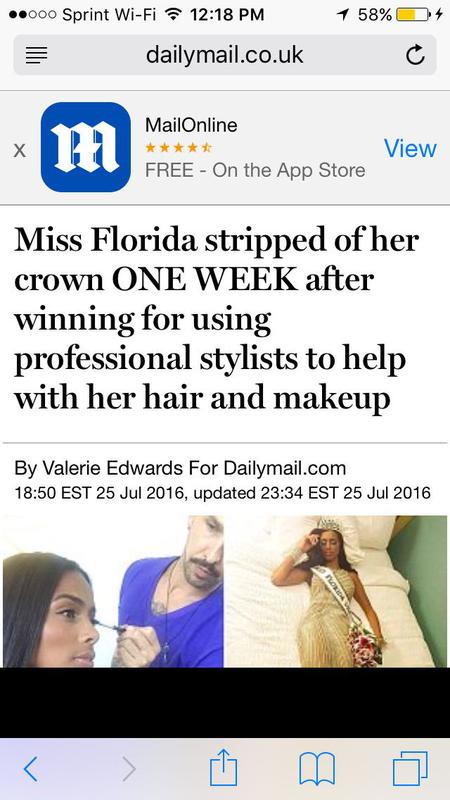 Sprint Wi-Fi 12:18 PM 58%
dailymail.co.uk
x
MailOnline
FREE - On the App Store
View
Miss Florida stripped of her
crown ONE WEEK after
winning for using
professional stylists to help
with her hair and makeup
By Valerie Edwards For Dailymail.com
18:50 EST 25 Jul 2016, updated 23:34 EST 25 Jul 2016
FLORIDA